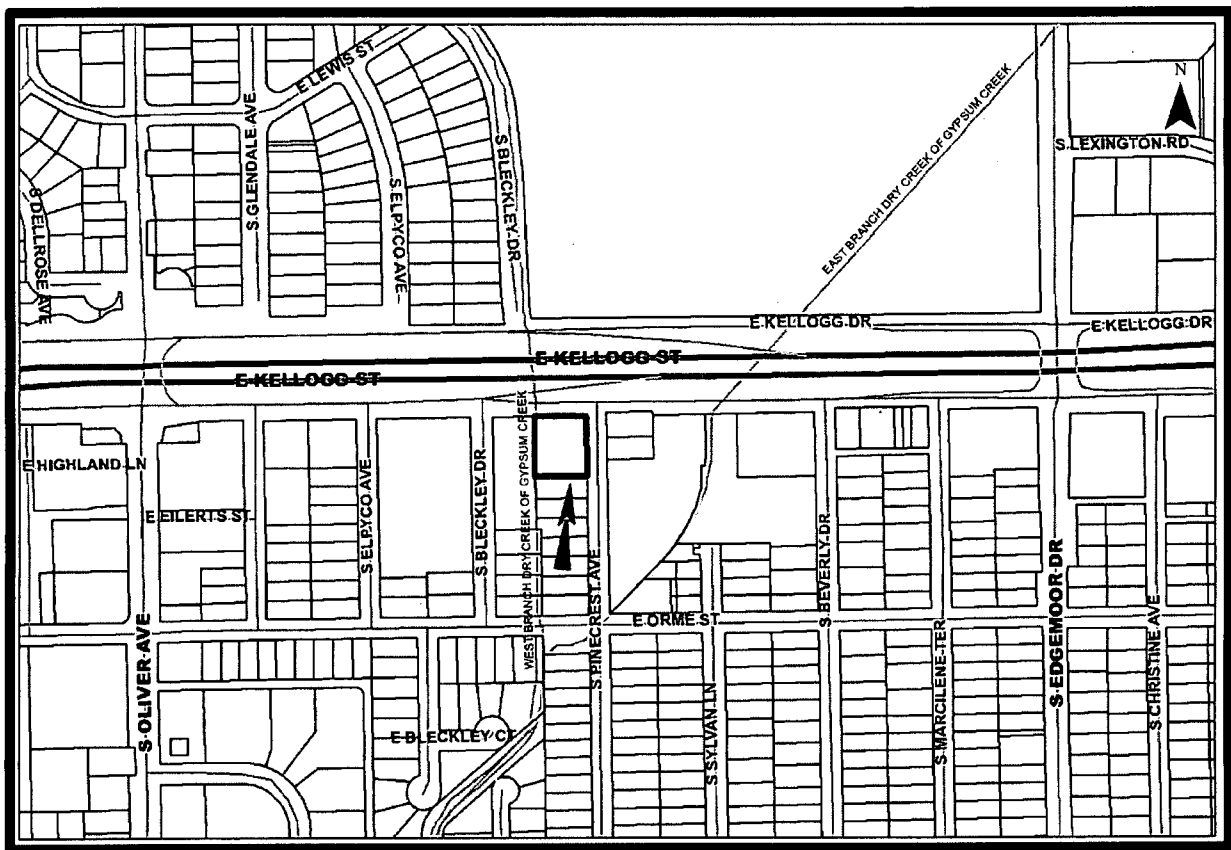 E LEWIS ST
S GLENDALE AVE
S ELPYCO AVE
S BLECKLEY DR
S DELLROSE AVE
EAST BRANCH DRY CREEK OF GYPSUM CREEK
N
S LEXINGTON RD
E KELLOGG DR
E KELLOGG DR
E KELLOGG ST
E KELLOGG ST
E HIGHLAND LN
E EILERTS ST
S ELPYCO AVE
S BLECKLEY DR
WEST BRANCH DRY CREEK OF GYPSUM CREEK
S PINECREST AVE
S BEVERLY DR
E ORME ST
S OLIVER AVE
E BLECKLEY CT
S SYLVAN LN
S MARCILENE TER
S EDGEMOOR DR
S CHRISTINE AVE